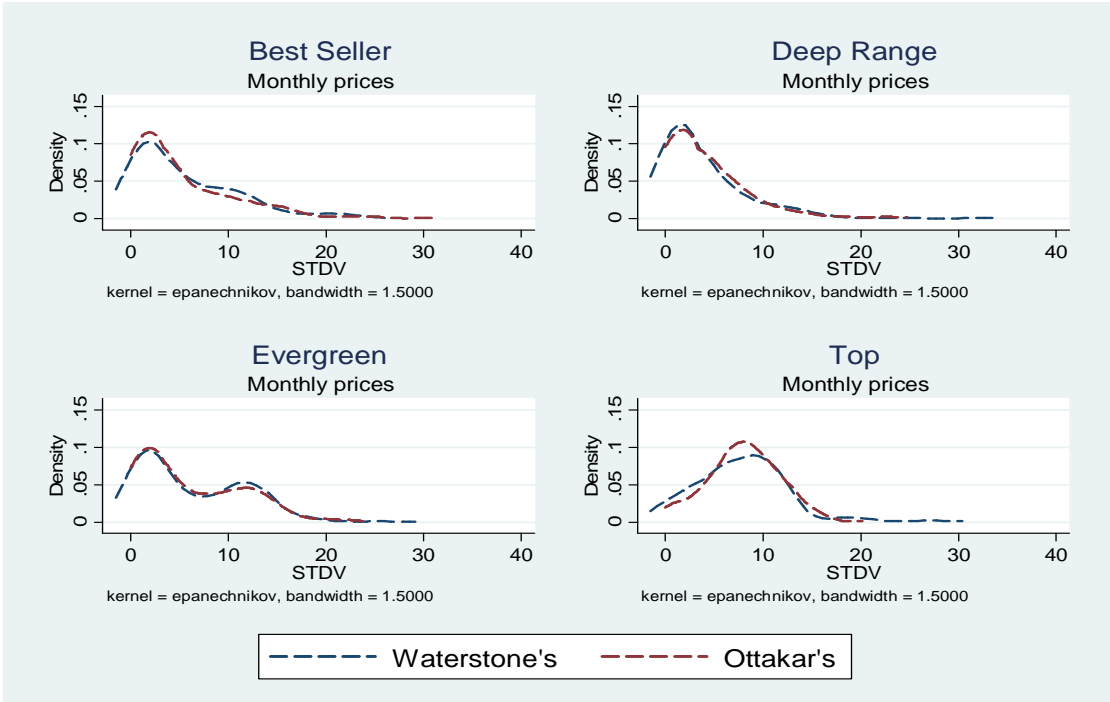 Best Seller
Monthly prices
.15
.1
.05
0
Density
0 10 20 30 40
STDV
kernel = epanechnikov, bandwidth = 1.5000
Deep Range
Monthly prices
.15
.1
.05
0
Density
0 10 20 30 40
STDV
kernel = epanechnikov, bandwidth = 1.5000
Evergreen
Monthly prices
.15
.1
.05
0
Density
0 10 20 30 40
STDV
kernel = epanechnikov, bandwidth = 1.5000
Top
Monthly prices
.15
.1
.05
0
Density
0 10 20 30 40
STDV
kernel = epanechnikov, bandwidth = 1.5000
Waterstone's Ottakar's